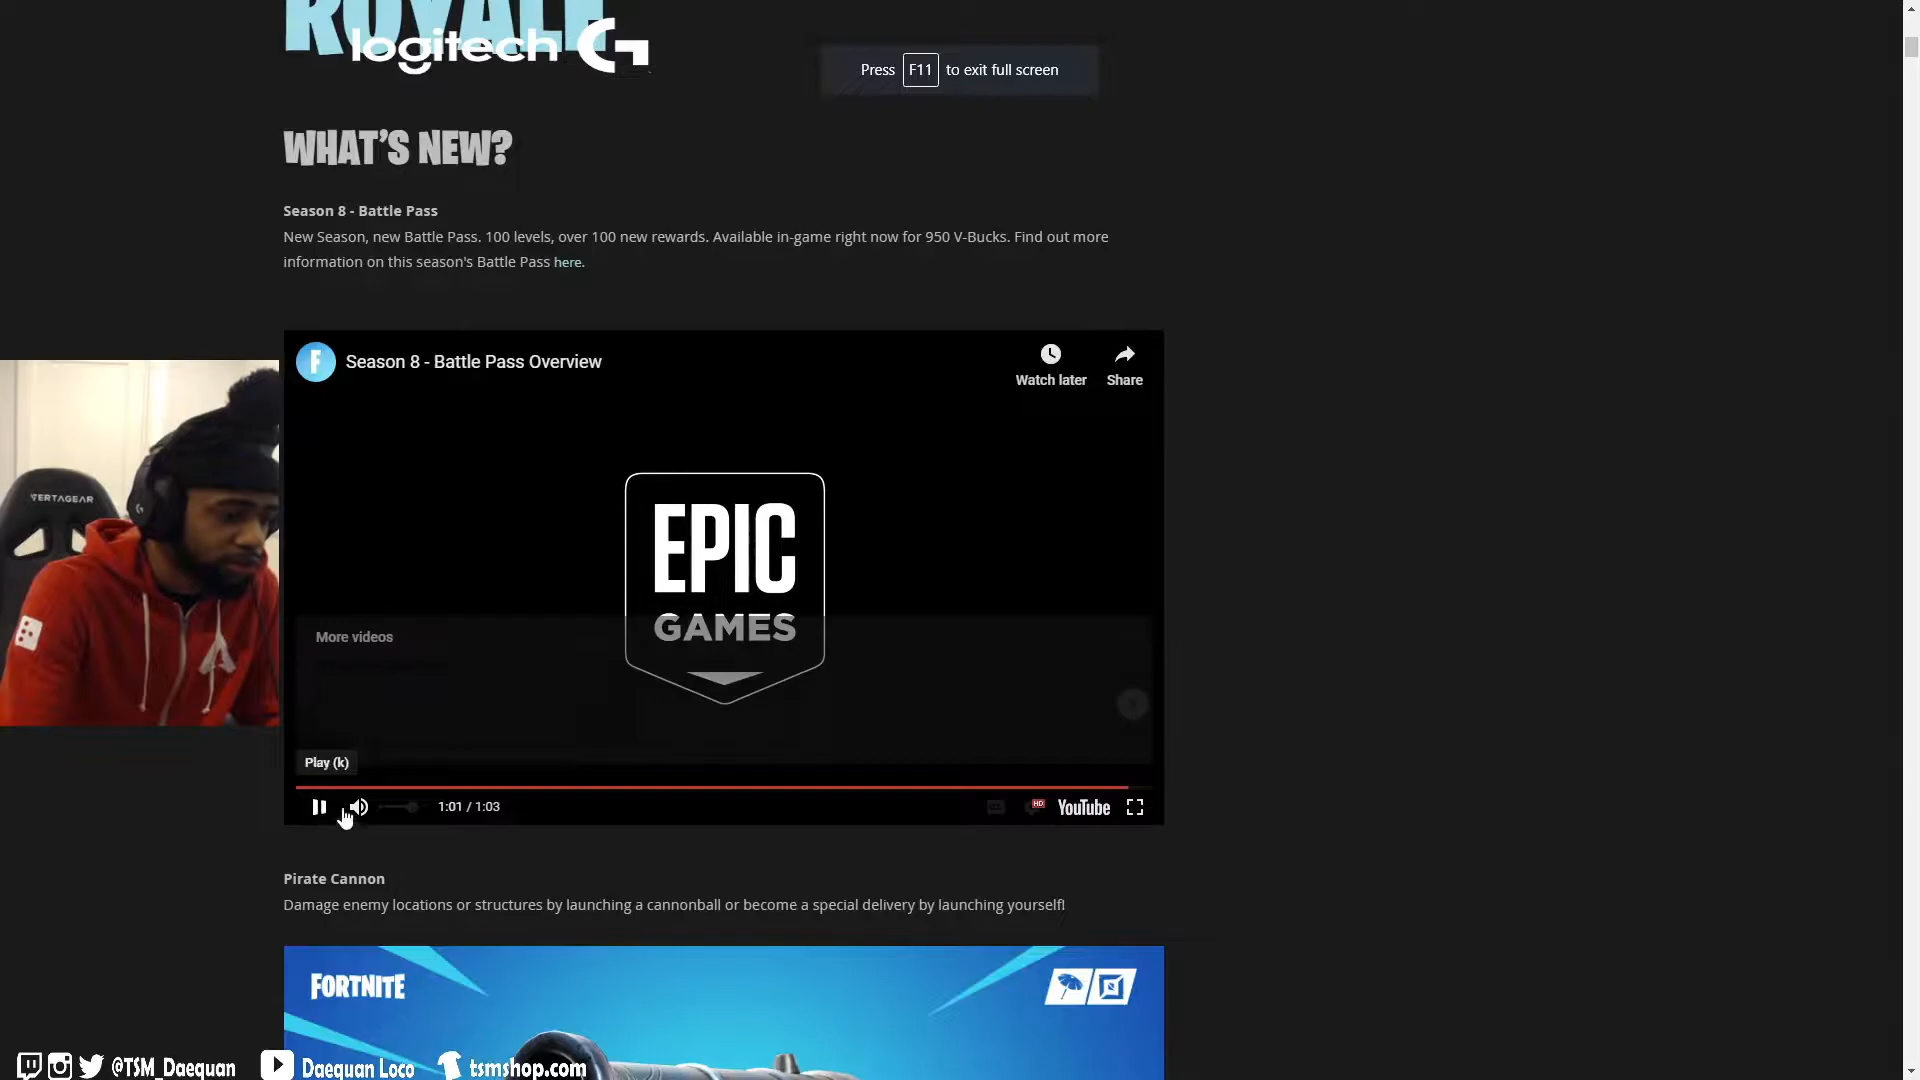 ROYALE
logitech G
Press F11 to exit full screen
WHAT'S NEW?
Season 8 - Battle Pass
New Season, new Battle Pass. 100 levels, over 100 new rewards. Available in-game right now for 950 V-Bucks. Find out more
information on this season's Battle Pass here.
F
Season 8 - Battle Pass Overview
Watch later
Share
VERTAGEAR
EPIC
GAMES
More videos
Play (k)
1:01 / 1:03
HD
YouTube
Pirate Cannon
Damage enemy locations or structures by launching a cannonball or become a special delivery by launching yourself!
FORTNITE
@TSM_Daequan
Daequan Loco
tsmshop.com